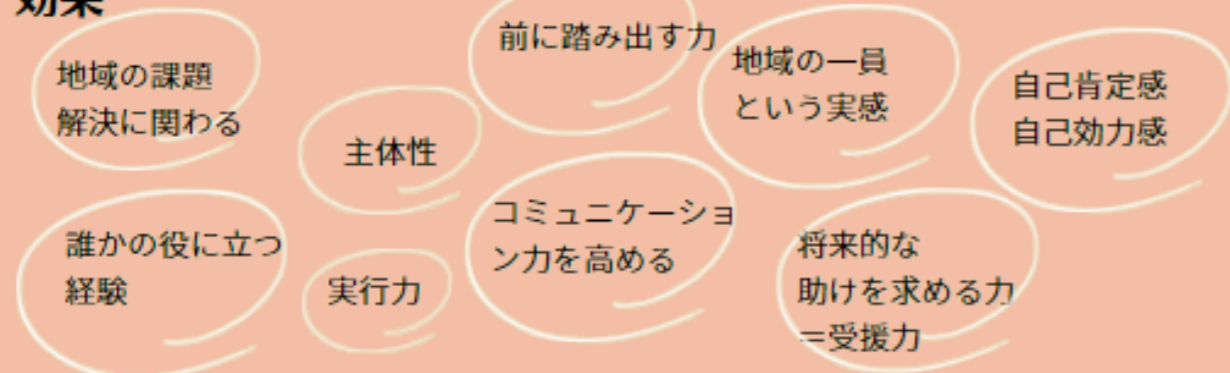 効果
地域の課題
解決に関わる
主体性
前に踏み出す力
地域の一員
という実感
自己肯定感
自己効力感
誰かの役に立つ
経験
実行力
コミュニケーショ
ン力を高める
将来的な
助けを求める力
＝受援力